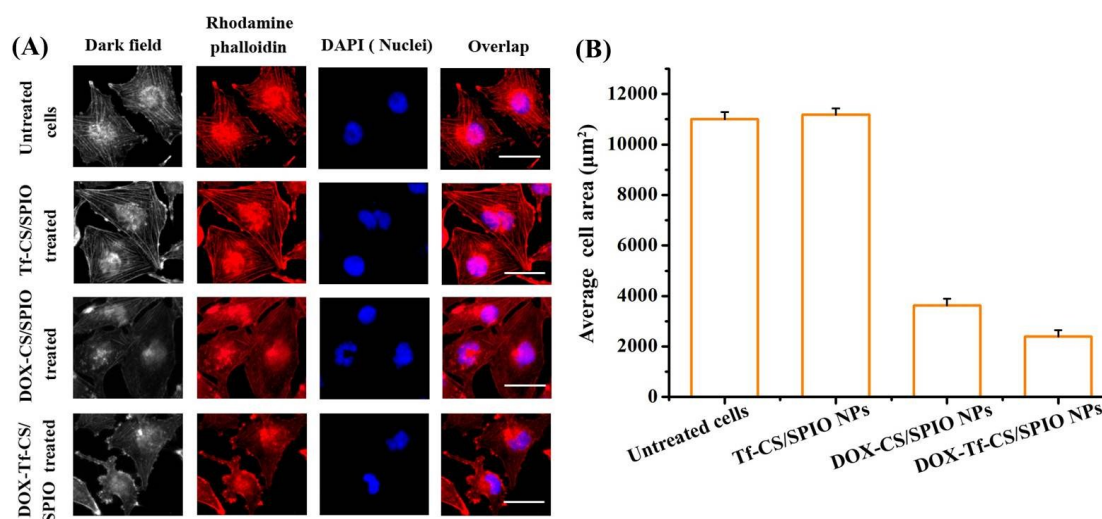 (A)
Dark field
Rhodamine
phalloidin
DAPI ( Nuclei)
Overlap
Untreated
cells
Tf-CS/SPIO
treated
DOX-CS/SPIO
treated
DOX-Tf-CS/
SPIO treated
(B)
Average cell area (μm²)
12000
10000
8000
6000
4000
2000
0
Untreated cells
Tf-CS/SPIO NPs
DOX-CS/SPIO NPs
DOX-Tf-CS/SPIO NPs